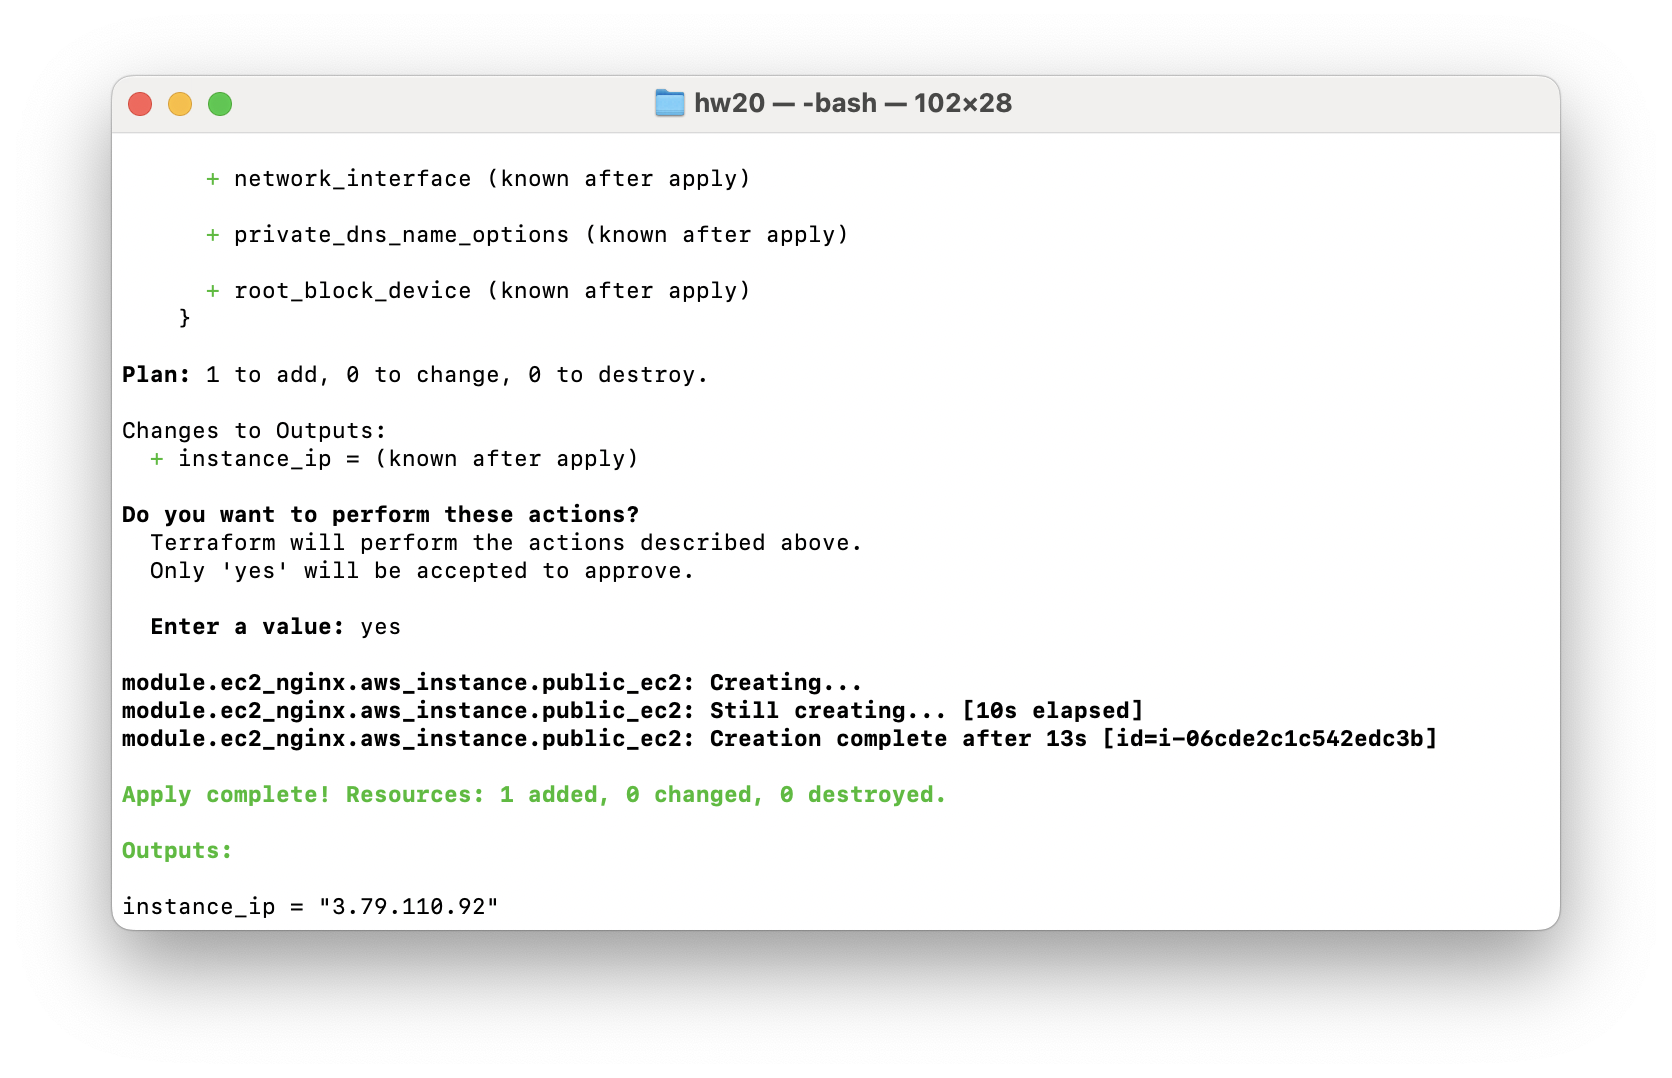 hw20 — -bash — 102×28
+ network_interface (known after apply)
+ private_dns_name_options (known after apply)
+ root_block_device (known after apply)
}
Plan: 1 to add, 0 to change, 0 to destroy.
Changes to Outputs:
+ instance_ip = (known after apply)
Do you want to perform these actions?
Terraform will perform the actions described above.
Only 'yes' will be accepted to approve.
Enter a value: yes
module.ec2_nginx.aws_instance.public_ec2: Creating...
module.ec2_nginx.aws_instance.public_ec2: Still creating... [10s elapsed]
module.ec2_nginx.aws_instance.public_ec2: Creation complete after 13s [id=i-06cde2c1c542edc3b]
Apply complete! Resources: 1 added, 0 changed, 0 destroyed.
Outputs:
instance_ip = "3.79.110.92"